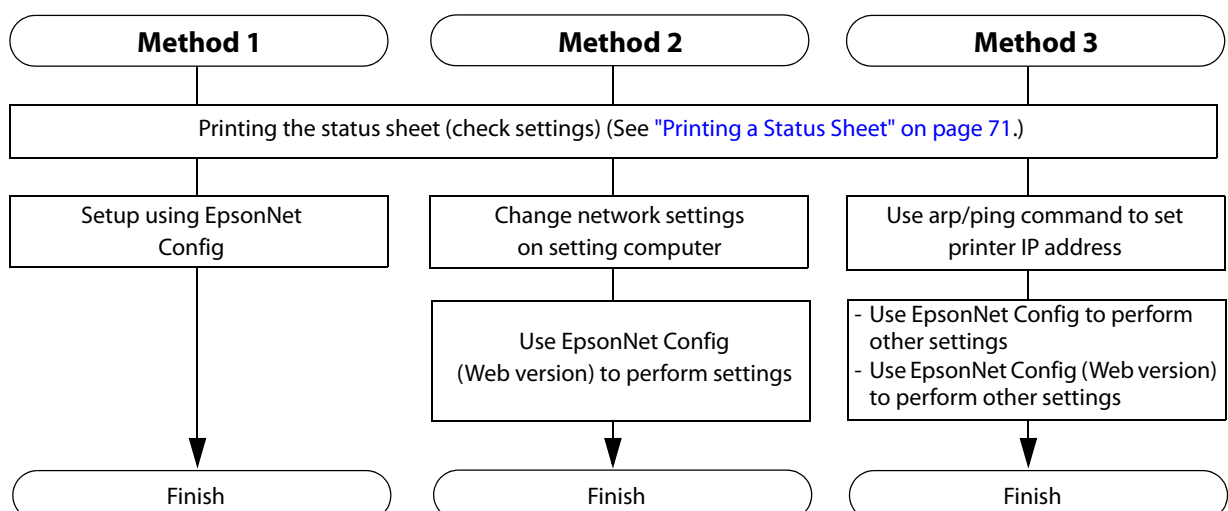 Method 1
Method 2
Method 3
Printing the status sheet (check settings) (See "Printing a Status Sheet" on page 71.)
Setup using EpsonNet
Config
Change network settings
on setting computer
Use arp/ping command to set
printer IP address
Use EpsonNet Config
(Web version) to perform settings
- Use EpsonNet Config to perform
other settings
- Use EpsonNet Config (Web version)
to perform other settings
Finish
Finish
Finish